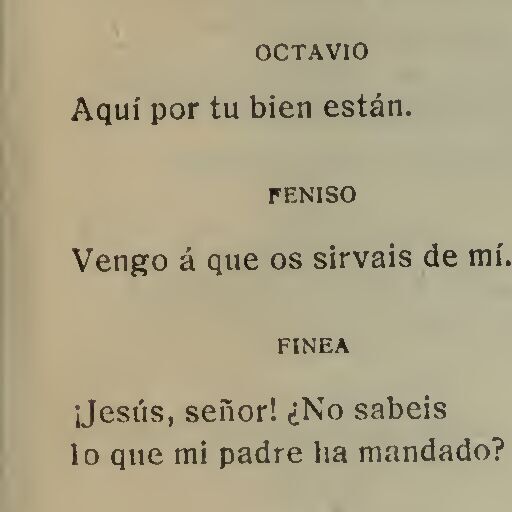 OCTAVIO
Aquí por tu bien están.
FENISO
Vengo á que os sirvais de mí.
FINEA
¡Jesús, señor! ¿No sabeis
lo que mi padre ha mandado?